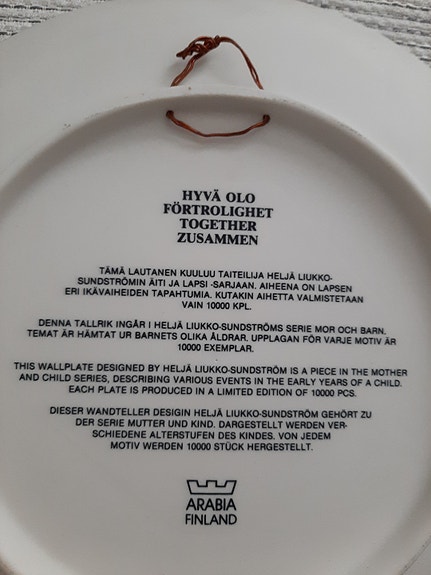 HYVÄ OLO
FÖRTROLIGHET
TOGETHER
ZUSAMMEN
TÄMÄ LAUTANEN KUULUU TAITEILIJA HELJÄ LIUKKO-
SUNDSTRÖMIN ÄITI JA LAPSI -SARJAAN. AIHEENA ON LAPSEN
ERI IKÄVAIHEIDEN TAPAHTUMIA. KUTAKIN AIHETTA VALMISTETAAN
VAIN 10000 KPL.
DENNA TALLRIK INGÅR I HELJÄ LIUKKO-SUNDSTRÖMS SERIE MOR OCH BARN.
TEMAT ÄR HÄMTAT UR BARNETS OLIKA ÅLDRAR. UPPLAGAN FÖR VARJE MOTIV ÄR
10000 EXEMPLAR.
THIS WALLPLATE DESIGNED BY HELJÄ LIUKKO-SUNDSTRÖM IS A PIECE IN THE MOTHER
AND CHILD SERIES, DESCRIBING VARIOUS EVENTS IN THE EARLY YEARS OF A CHILD.
EACH PLATE IS PRODUCED IN A LIMITED EDITION OF 10000 PCS.
DIESER WANDTELLER DESIGIN HELJÄ LIUKKO-SUNDSTRÖM GEHÖRT ZU
DER SERIE MUTTER UND KIND. DARGESTELLT WERDEN VER-
SCHIEDENE ALTERSTUFEN DES KINDES. VON JEDEM
MOTIV WERDEN 10000 STÜCK HERGESTELLT.
ARABIA
FINLAND